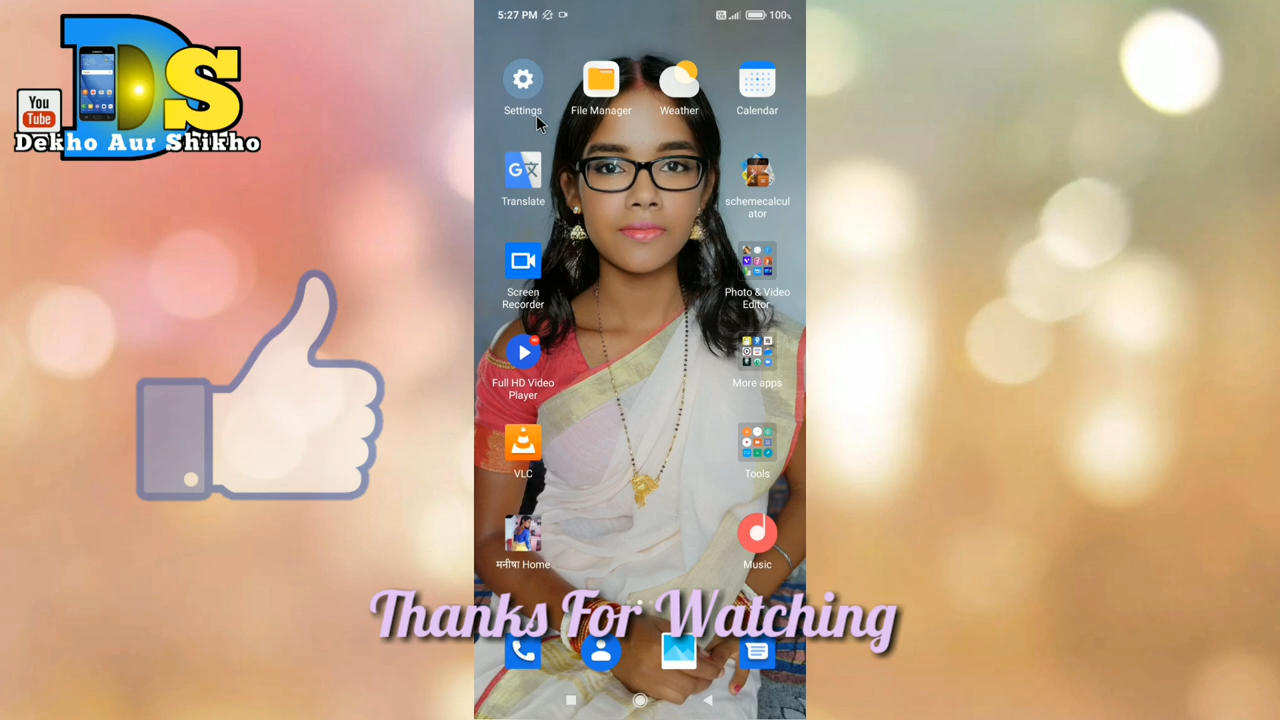 5:27 PM
100%
DS
You
Tube
Dekho Aur Shikho
Settings
File Manager
Weather
Calendar
Translate
schemecalcul
ator
Screen
Recorder
Photo & Video
Editor
Full HD Video
Player
More apps
VLC
Tools
मनीषा Home
Music
Thanks For Watching